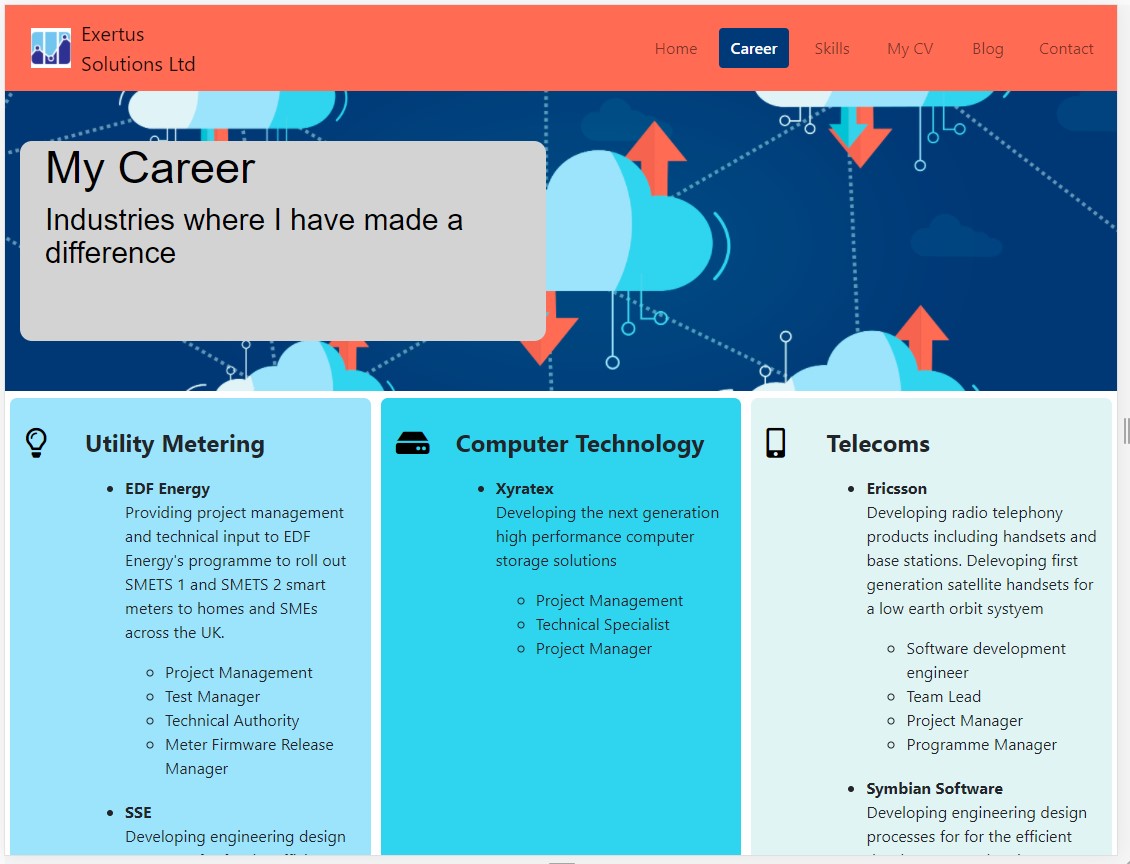 Exertus
Solutions Ltd
Home
Career
Skills
My CV
Blog
Contact
My Career
Industries where I have made a
difference
Utility Metering
EDF Energy
Providing project management
and technical input to EDF
Energy's programme to roll out
SMETS 1 and SMETS 2 smart
meters to homes and SMEs
across the UK.
Project Management
Test Manager
Technical Authority
Meter Firmware Release
Manager
SSE
Developing engineering design
Computer Technology
Xyratex
Developing the next generation
high performance computer
storage solutions
Project Management
Technical Specialist
Project Manager
Telecoms
Ericsson
Developing radio telephony
products including handsets and
base stations. Delevoping first
generation satellite handsets for
a low earth orbit systyem
Software development
engineer
Team Lead
Project Manager
Programme Manager
Symbian Software
Developing engineering design
processes for for the efficient